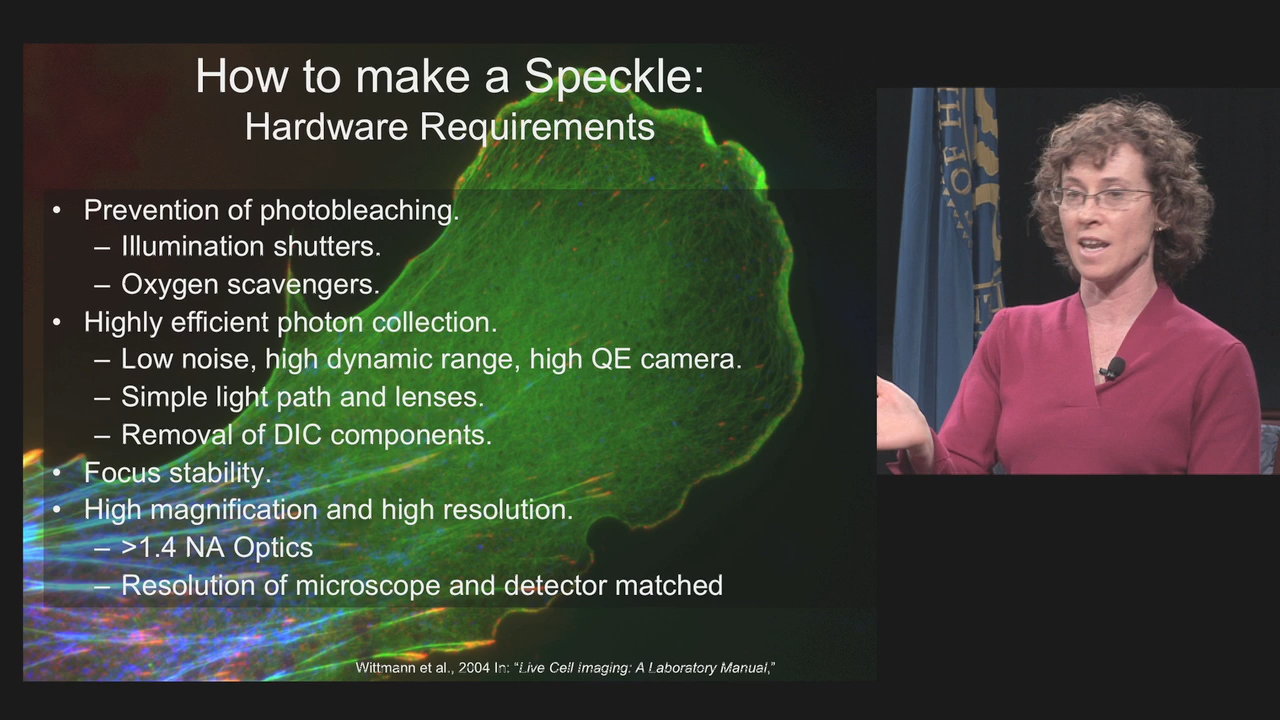 How to make a Speckle:
Hardware Requirements
• Prevention of photobleaching.
– Illumination shutters.
– Oxygen scavengers.
• Highly efficient photon collection.
– Low noise, high dynamic range, high QE camera.
– Simple light path and lenses.
– Removal of DIC components.
• Focus stability.
• High magnification and high resolution.
– >1.4 NA Optics
– Resolution of microscope and detector matched
Wittmann et al., 2004 In: “Live Cell Imaging: A Laboratory Manual,”
OF